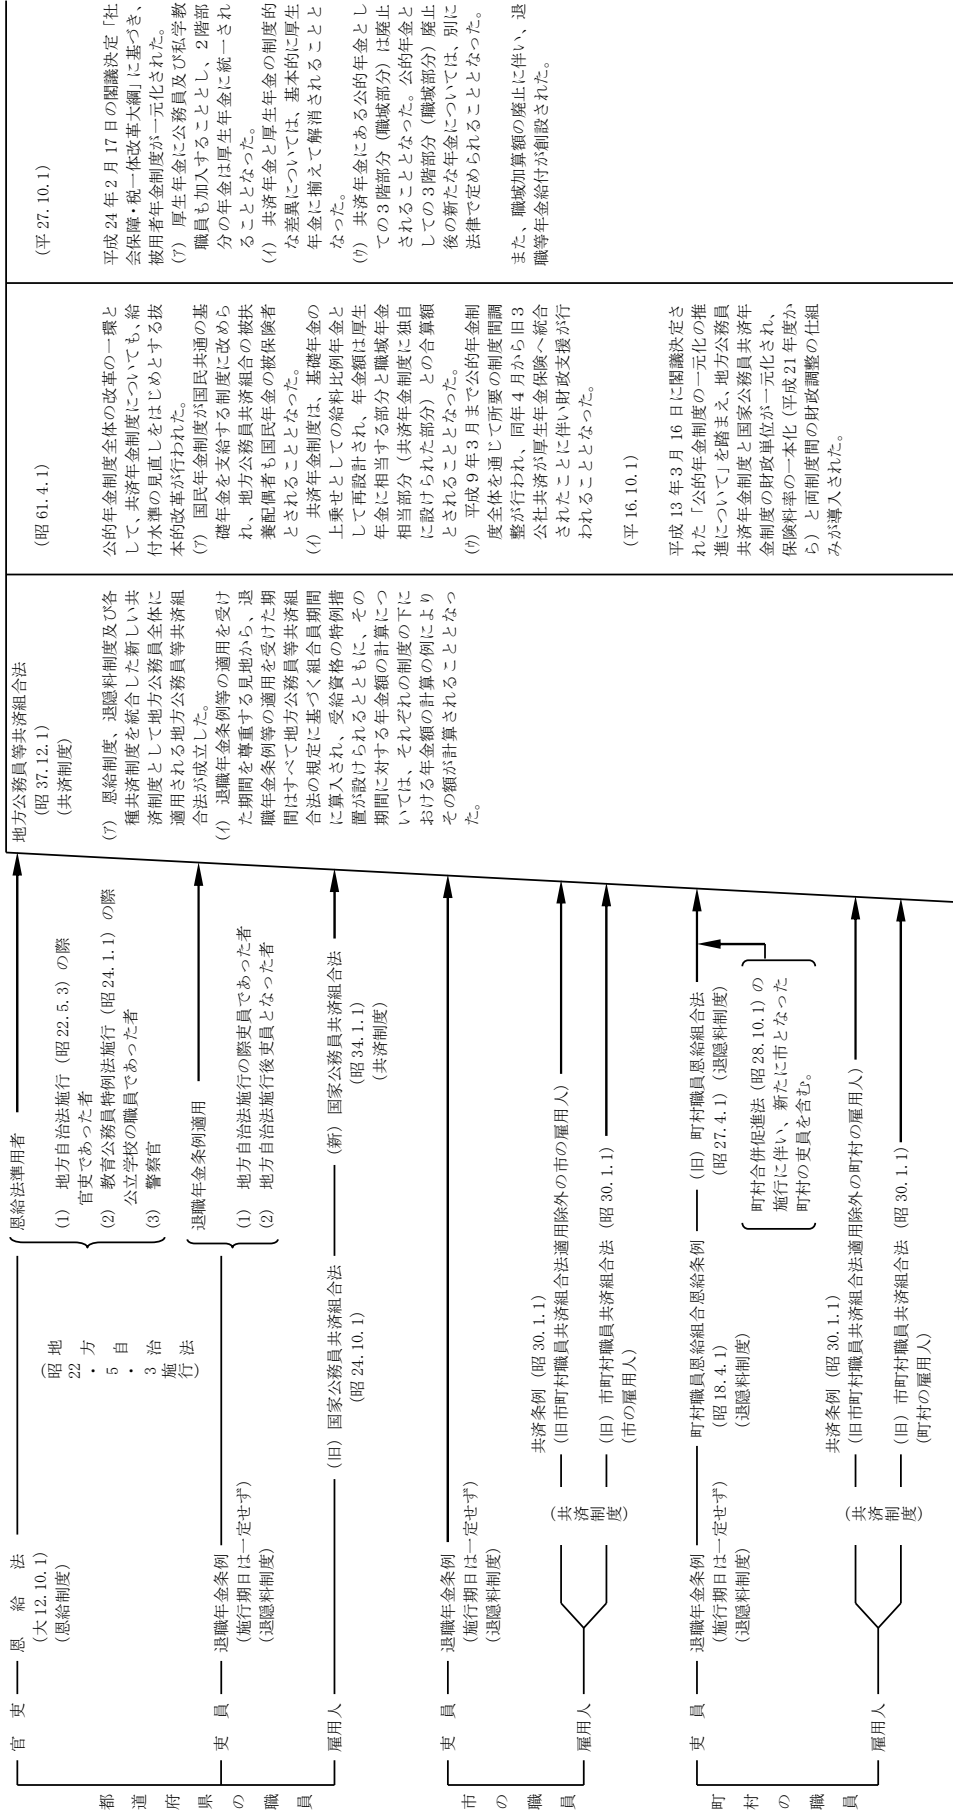 都道府県の職員
官吏
恩給法
(大12.10.1)
(恩給制度)
(昭22・5・3)
地方自治法施行
恩給法準用者
(1) 地方自治法施行(昭22.5.3)の際
官吏であった者
(2) 教育公務員特例法施行(昭24.1.1)の際
公立学校の職員であった者
(3) 警察官
吏員
退職年金条例
(施行期日は一定せず)
(退隠料制度)
退職年金条例適用
(1) 地方自治法施行の際吏員であった者
(2) 地方自治法施行後吏員となった者
雇用人
(旧)国家公務員共済組合法
(昭24.10.1)
(新)国家公務員共済組合法
(昭34.1.1)
(共済制度)
市の職員
吏員
退職年金条例
(施行期日は一定せず)
(退隠料制度)
雇用人
(共済制度)
共済条例(昭30.1.1)
(旧市町村職員共済組合法適用除外の市の雇用人)
(旧)市町村職員共済組合法(昭30.1.1)
(市の雇用人)
町村の職員
吏員
退職年金条例
(施行期日は一定せず)
(退隠料制度)
町村職員恩給組合恩給条例
(昭18.4.1)
(退隠料制度)
(旧)町村職員恩給組合法
(昭27.4.1)(退隠料制度)
町村合併促進法(昭28.10.1)の
施行に伴い、新たに市となった
町村の吏員を含む。
雇用人
(共済制度)
共済条例(昭30.1.1)
(旧市町村職員共済組合法適用除外の町村の雇用人)
(旧)市町村職員共済組合法(昭30.1.1)
(町村の雇用人)
地方公務員等共済組合法
(昭37.12.1)
(共済制度)
(ア) 恩給制度、退隠料制度及び各
種共済制度を統合した新しい共
済制度として地方公務員全体に
適用される地方公務員等共済組
合法が成立した。
(イ) 退職年金条例等の適用を受け
た期間を尊重する見地から、退
職年金条例等の適用を受けた期
間はすべて地方公務員等共済組
合法の規定に基づく組合員期間
に算入され、受給資格の特例措
置が設けられるとともに、その
期間に対する年金額の計算につ
いては、それぞれの制度の下に
おける年金額の計算の例により
その額が計算されることとなっ
た。
(昭61.4.1)
公的年金制度全体の改革の一環と
して、共済年金制度についても、給
付水準の見直しをはじめとする抜
本的改革が行われた。
(ア) 国民年金制度が国民共通の基
礎年金を支給する制度に改めら
れ、地方公務員共済組合の被扶
養配偶者も国民年金の被保険者
とされることとなった。
(イ) 共済年金制度は、基礎年金の
上乗せとしての給料比例年金と
して再設計され、年金額は厚生
年金に相当する部分と職域年金
相当部分(共済年金制度に独自
に設けられた部分)との合算額
とされることとなった。
(ウ) 平成9年3月まで公的年金制
度全体を通じて所要の制度間調
整が行われ、同年4月から旧3
公社共済が厚生年金保険へ統合
されたことに伴い財政支援が行
われることとなった。
(平16.10.1)
平成13年3月16日に閣議決定さ
れた「公的年金制度の一元化の推
進について」を踏まえ、地方公務員
共済年金制度と国家公務員共済年
金制度の財政単位が一元化され、
保険料率の一本化(平成21年度か
ら)と両制度間の財政調整の仕組
みが導入された。
(平27.10.1)
平成24年2月17日の閣議決定「社
会保障・税一体改革大綱」に基づき、
被用者年金制度が一元化された。
(ア) 厚生年金に公務員及び私学教
職員も加入することとし、2階部
分の年金は厚生年金に統一され
ることとなった。
(イ) 共済年金と厚生年金の制度的
な差異については、基本的に厚生
年金に揃えて解消されることと
なった。
(ウ) 共済年金にある公的年金とし
ての3階部分(職域部分)は廃止
されることとなった。公的年金と
しての3階部分(職域部分)廃止
後の新たな年金については、別に
法律で定められることとなった。
また、職域加算額の廃止に伴い、退
職等年金給付が創設された。